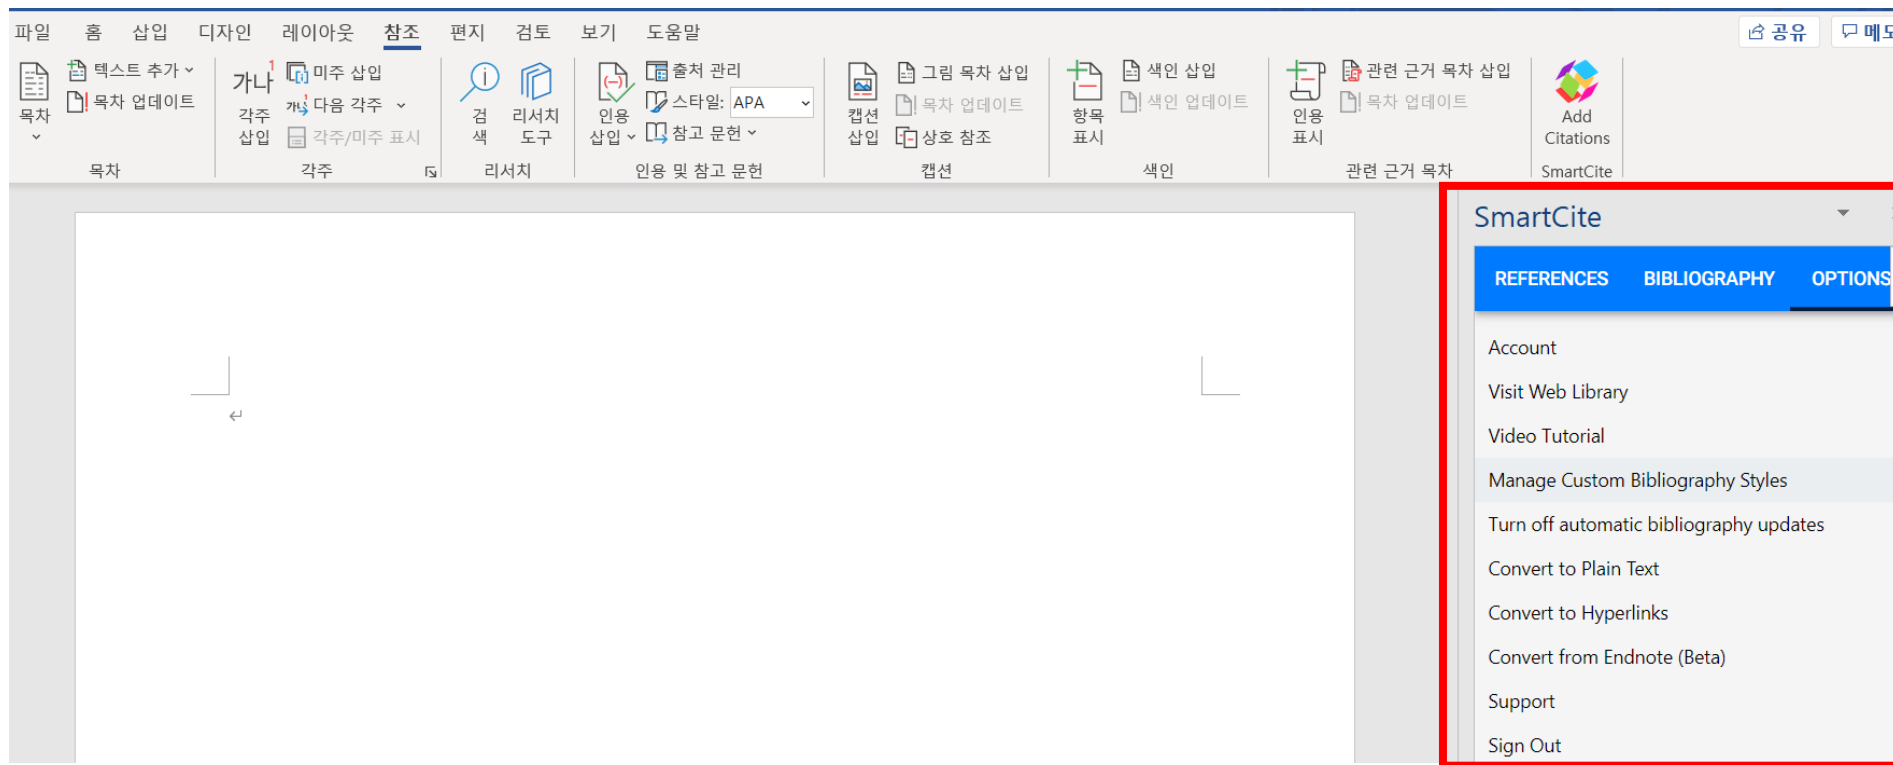 파일 홈 삽입 디자인 레이아웃 참조 편지 검토 보기 도움말 공유
목차
텍스트 추가
목차 업데이트
목차
가나1
각주
삽입
미주 삽입
다음 각주
각주/미주 표시
각주
검
색
리서치
도구
리서치
인용
삽입
출처 관리
스타일: APA
참고 문헌
인용 및 참고 문헌
캡션
삽입
그림 목차 삽입
목차 업데이트
상호 참조
캡션
항목
표시
색인 삽입
색인 업데이트
색인
인용
표시
관련 근거 목차 삽입
목차 업데이트
관련 근거 목차
Add
Citations
SmartCite
SmartCite
REFERENCES BIBLIOGRAPHY OPTIONS
Account
Visit Web Library
Video Tutorial
Manage Custom Bibliography Styles
Turn off automatic bibliography updates
Convert to Plain Text
Convert to Hyperlinks
Convert from Endnote (Beta)
Support
Sign Out